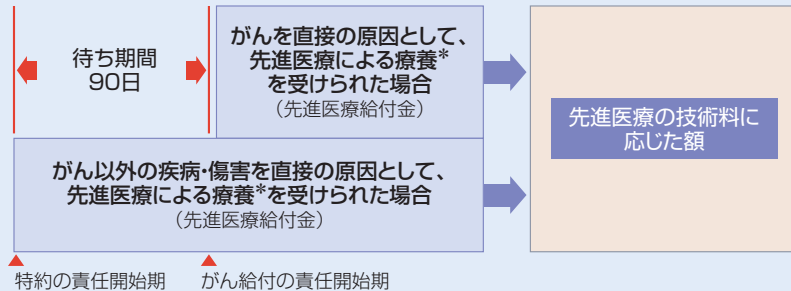 待ち期間
90日
がんを直接の原因として、
先進医療による療養*
を受けられた場合
（先進医療給付金）
先進医療の技術料に
応じた額
がん以外の疾病・傷害を直接の原因として、
先進医療による療養*を受けられた場合
（先進医療給付金）
特約の責任開始期
がん給付の責任開始期